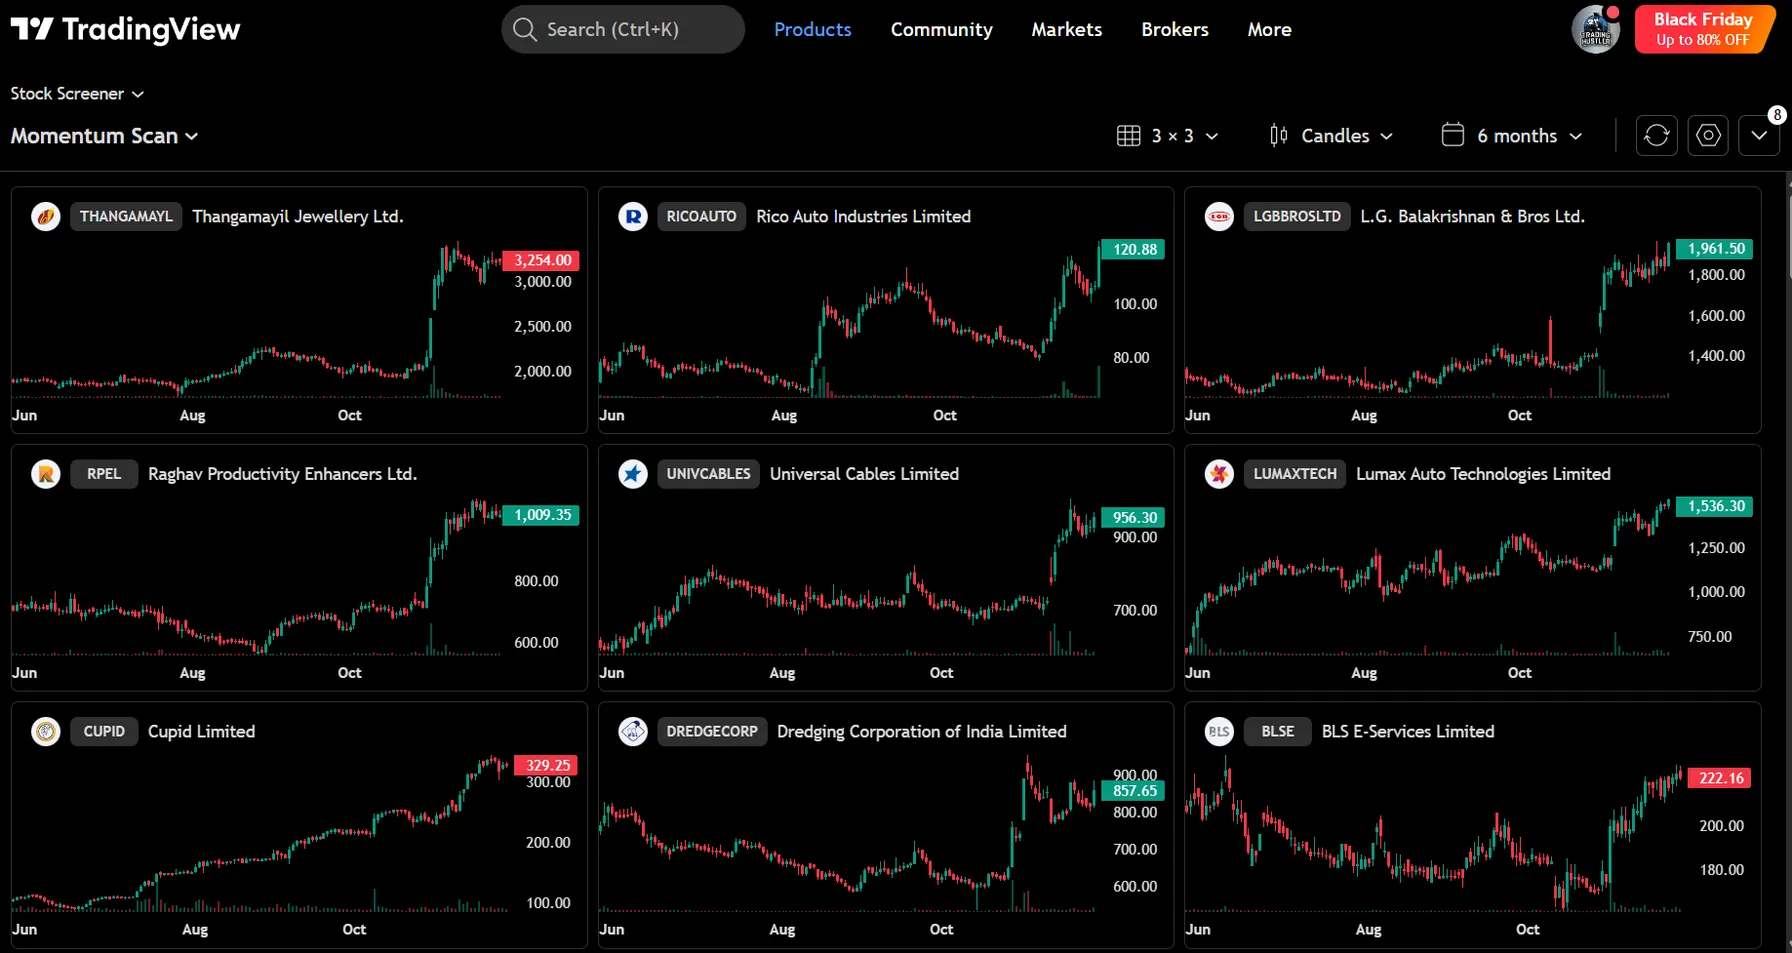 TradingView
Search (Ctrl+K)
Products
Community
Markets
Brokers
More
TRADING
HUSTLER
Black Friday
Up to 80% OFF
Stock Screener
Momentum Scan
3 × 3
Candles
6 months
8
THANGAMAYL Thangamayil Jewellery Ltd.
3,254.00
3,000.00
2,500.00
2,000.00
Jun Aug Oct
R RICOAUTO Rico Auto Industries Limited
120.88
100.00
80.00
Jun Aug Oct
LGB LGBBROSLTD L.G. Balakrishnan & Bros Ltd.
1,961.50
1,800.00
1,600.00
1,400.00
Jun Aug Oct
RPEL Raghav Productivity Enhancers Ltd.
1,009.35
800.00
600.00
Jun Aug Oct
UNIVCABLES Universal Cables Limited
956.30
900.00
700.00
Jun Aug Oct
LUMAXTECH Lumax Auto Technologies Limited
1,536.30
1,250.00
1,000.00
750.00
Jun Aug Oct
CUPID Cupid Limited
329.25
300.00
200.00
100.00
Jun Aug Oct
DREDGECORP Dredging Corporation of India Limited
900.00
857.65
800.00
700.00
600.00
Jun Aug Oct
BLS BLSE BLS E-Services Limited
222.16
200.00
180.00
Jun Aug Oct